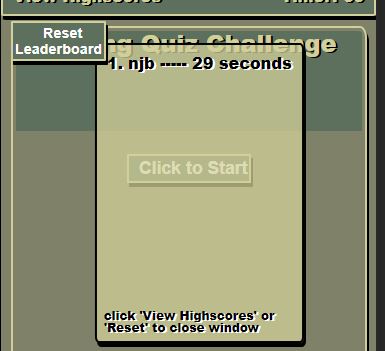 View Highscores Timer:
Reset
Leaderboard
Quiz Challenge
1. njb ----- 29 seconds
Click to Start
click 'View Highscores' or
'Reset' to close window